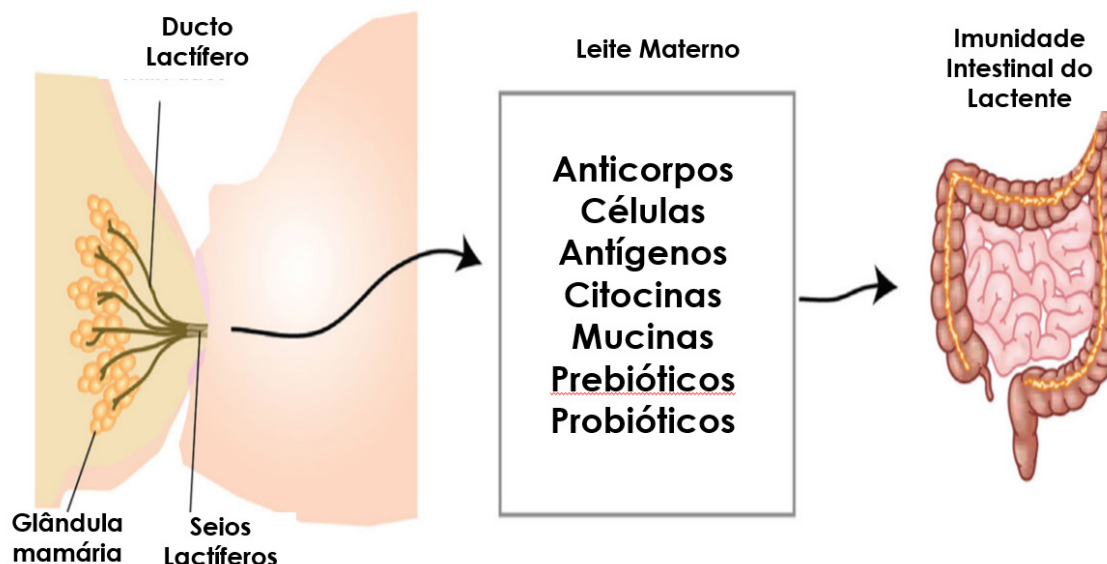 Ducto
Lactífero
Leite Materno
Imunidade
Intestinal do
Lactente
Anticorpos
Células
Antígenos
Citocinas
Mucinas
Prebióticos
Probióticos
Glândula
mamária
Seios
Lactíferos